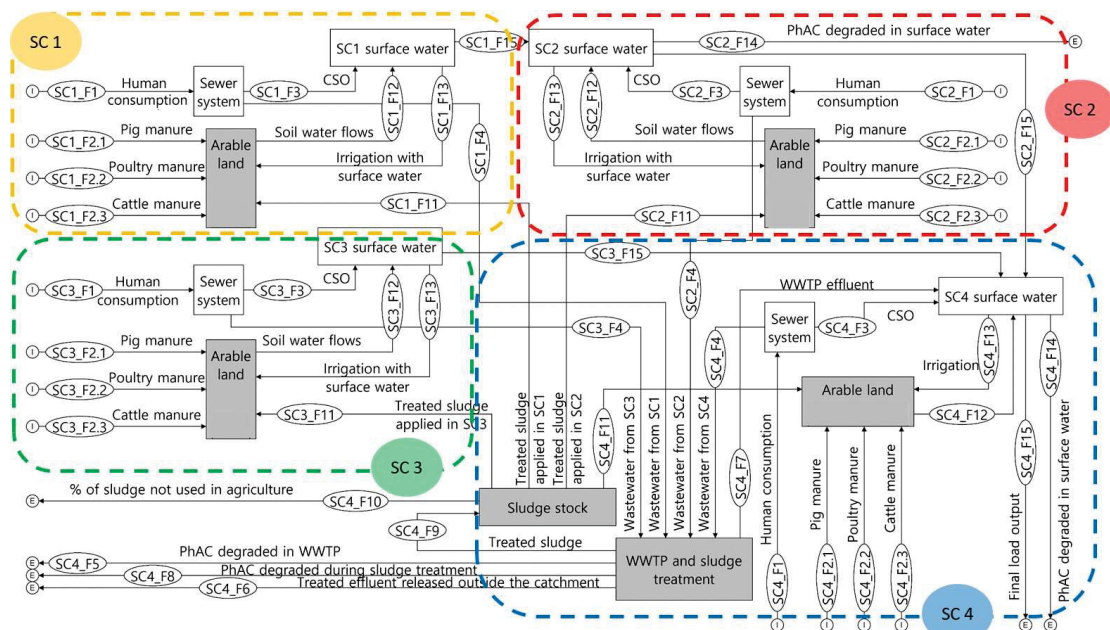 SC 1
SC1 surface water
SC1_F15
SC2 surface water
SC2_F14
PhAC degraded in surface water
E
I
SC1_F1
Human
consumption
Sewer
system
SC1_F3
CSO
SC1_F12
SC1_F13
SC1_F4
I
SC1_F2.1
Pig manure
Arable
land
Soil water flows
I
SC1_F2.2
Poultry manure
Irrigation with
surface water
I
SC1_F2.3
Cattle manure
SC1_F11
SC2_F13
SC2_F12
CSO
SC2_F3
Sewer
system
Human
consumption
SC2_F1
I
SC 2
SC2_F15
Soil water flows
Arable
land
Pig manure
SC2_F2.1
I
Irrigation with
surface water
Poultry manure
SC2_F2.2
I
Cattle manure
SC2_F2.3
I
SC2_F11
SC3 surface water
SC3_F15
I
SC3_F1
Human
consumption
Sewer
system
SC3_F3
CSO
SC3_F12
SC3_F13
SC3_F4
I
SC3_F2.1
Pig manure
Arable
land
Soil water flows
I
SC3_F2.2
Poultry manure
Irrigation with
surface water
I
SC3_F2.3
Cattle manure
SC3_F11
Treated sludge
applied in SC3
SC 3
SC2_F4
WWTP effluent
SC4 surface water
SC4_F4
Sewer
system
SC4_F3
CSO
SC4_F13
SC4_F14
Irrigation
Arable land
SC4_F12
SC4_F15
Treated sludge
applied in SC1
Treated sludge
applied in SC2
SC4_F11
Wastewater from SC3
Wastewater from SC1
Wastewater from SC2
Wastewater from SC4
SC4_F7
Human consumption
Pig manure
Poultry manure
Cattle manure
Final load output
PhAC degraded in surface water
% of sludge not used in agriculture
E
SC4_F10
Sludge stock
SC4_F9
Treated sludge
WWTP and sludge
treatment
PhAC degraded in WWTP
E
SC4_F5
PhAC degraded during sludge treatment
E
SC4_F8
Treated effluent released outside the catchment
E
SC4_F6
SC4_F1
SC4_F2.1
SC4_F2.2
SC4_F2.3
SC 4
I
I
I
I
E
E